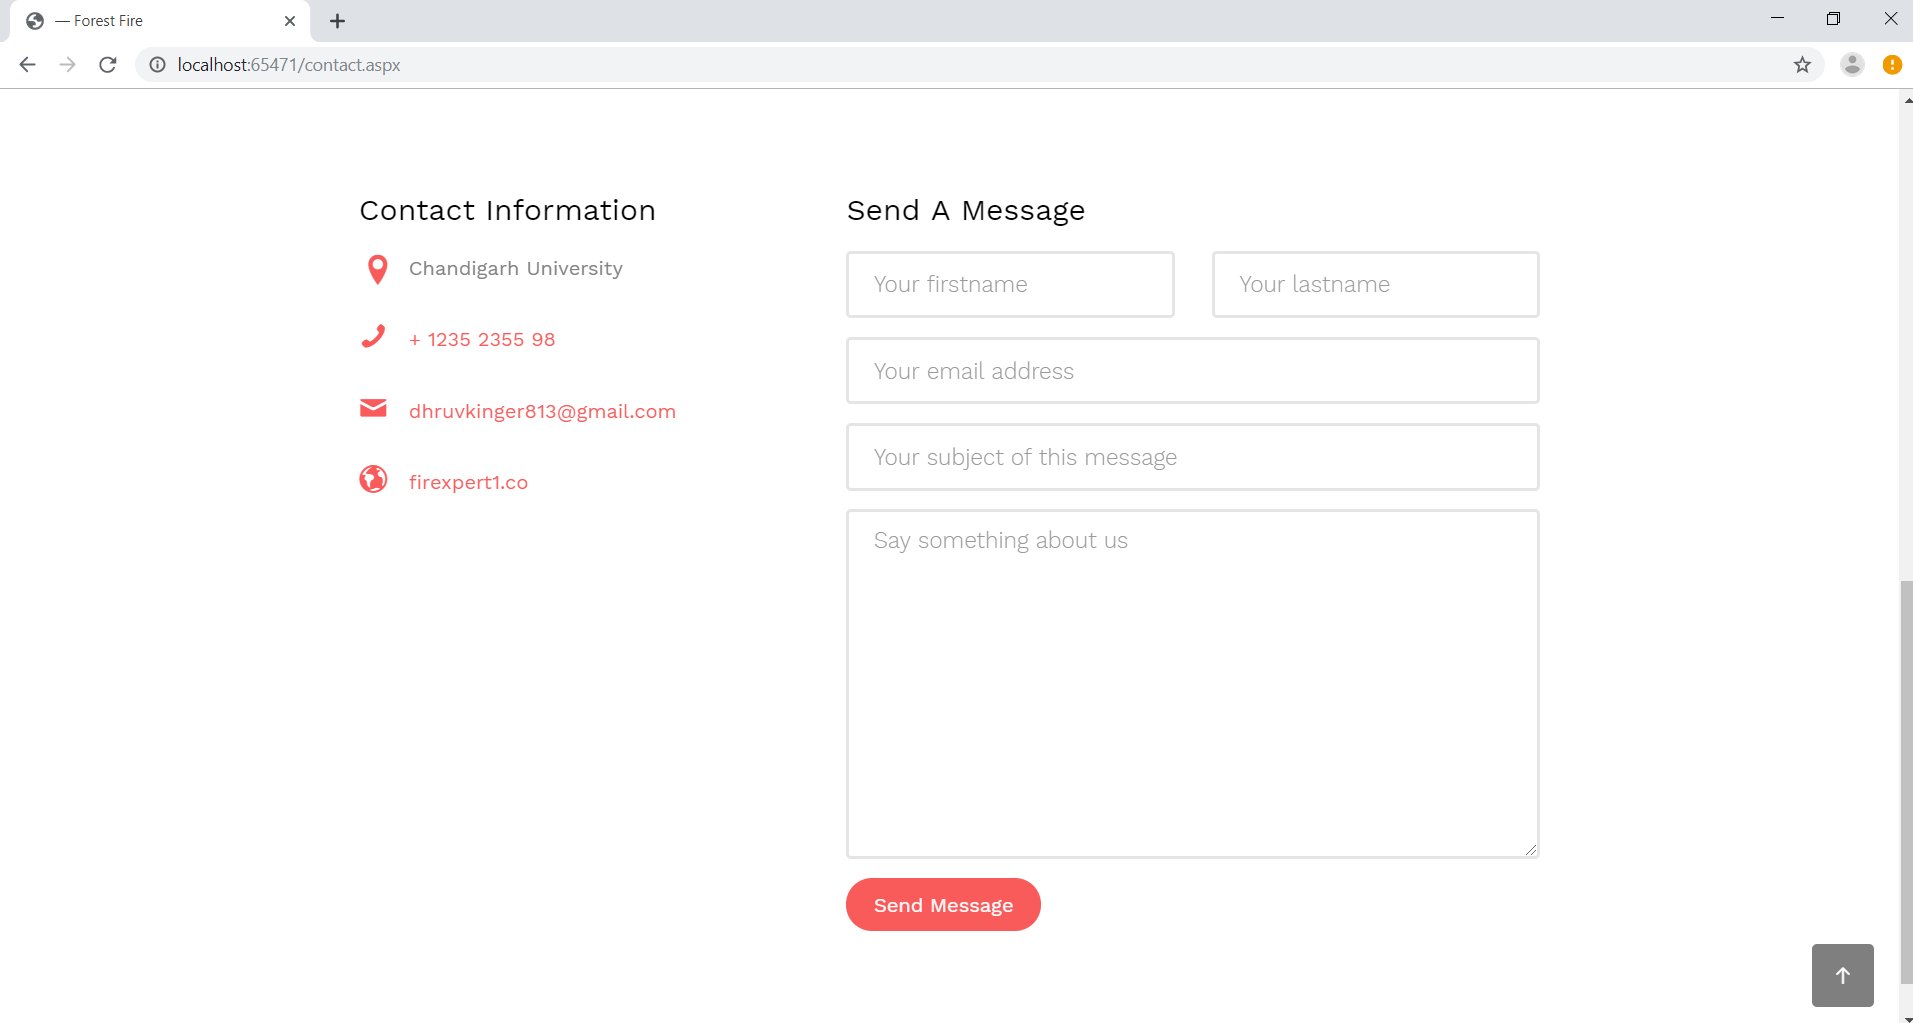 — Forest Fire
localhost:65471/contact.aspx
Contact Information
Chandigarh University
+ 1235 2355 98
dhruvkinger813@gmail.com
firexpert1.co
Send A Message
Your firstname
Your lastname
Your email address
Your subject of this message
Say something about us
Send Message